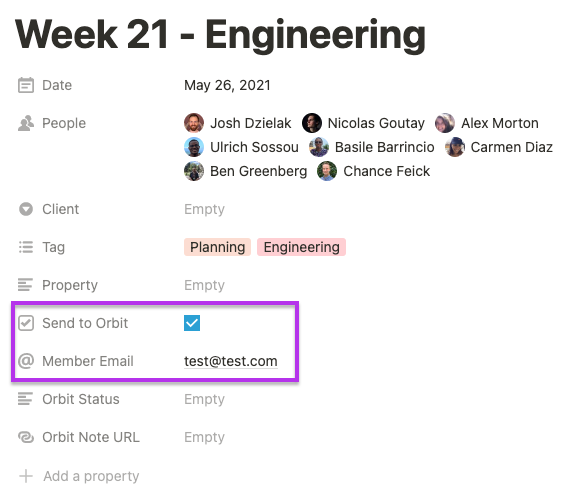 Week 21 - Engineering
Date May 26, 2021
People Josh Dzielak Nicolas Goutay Alex Morton
Ulrich Sossou Basile Barrincio Carmen Diaz
Ben Greenberg Chance Feick
Client Empty
Tag Planning Engineering
Property Empty
Send to Orbit
@ Member Email test@test.com
Orbit Status Empty
Orbit Note URL Empty
+ Add a property